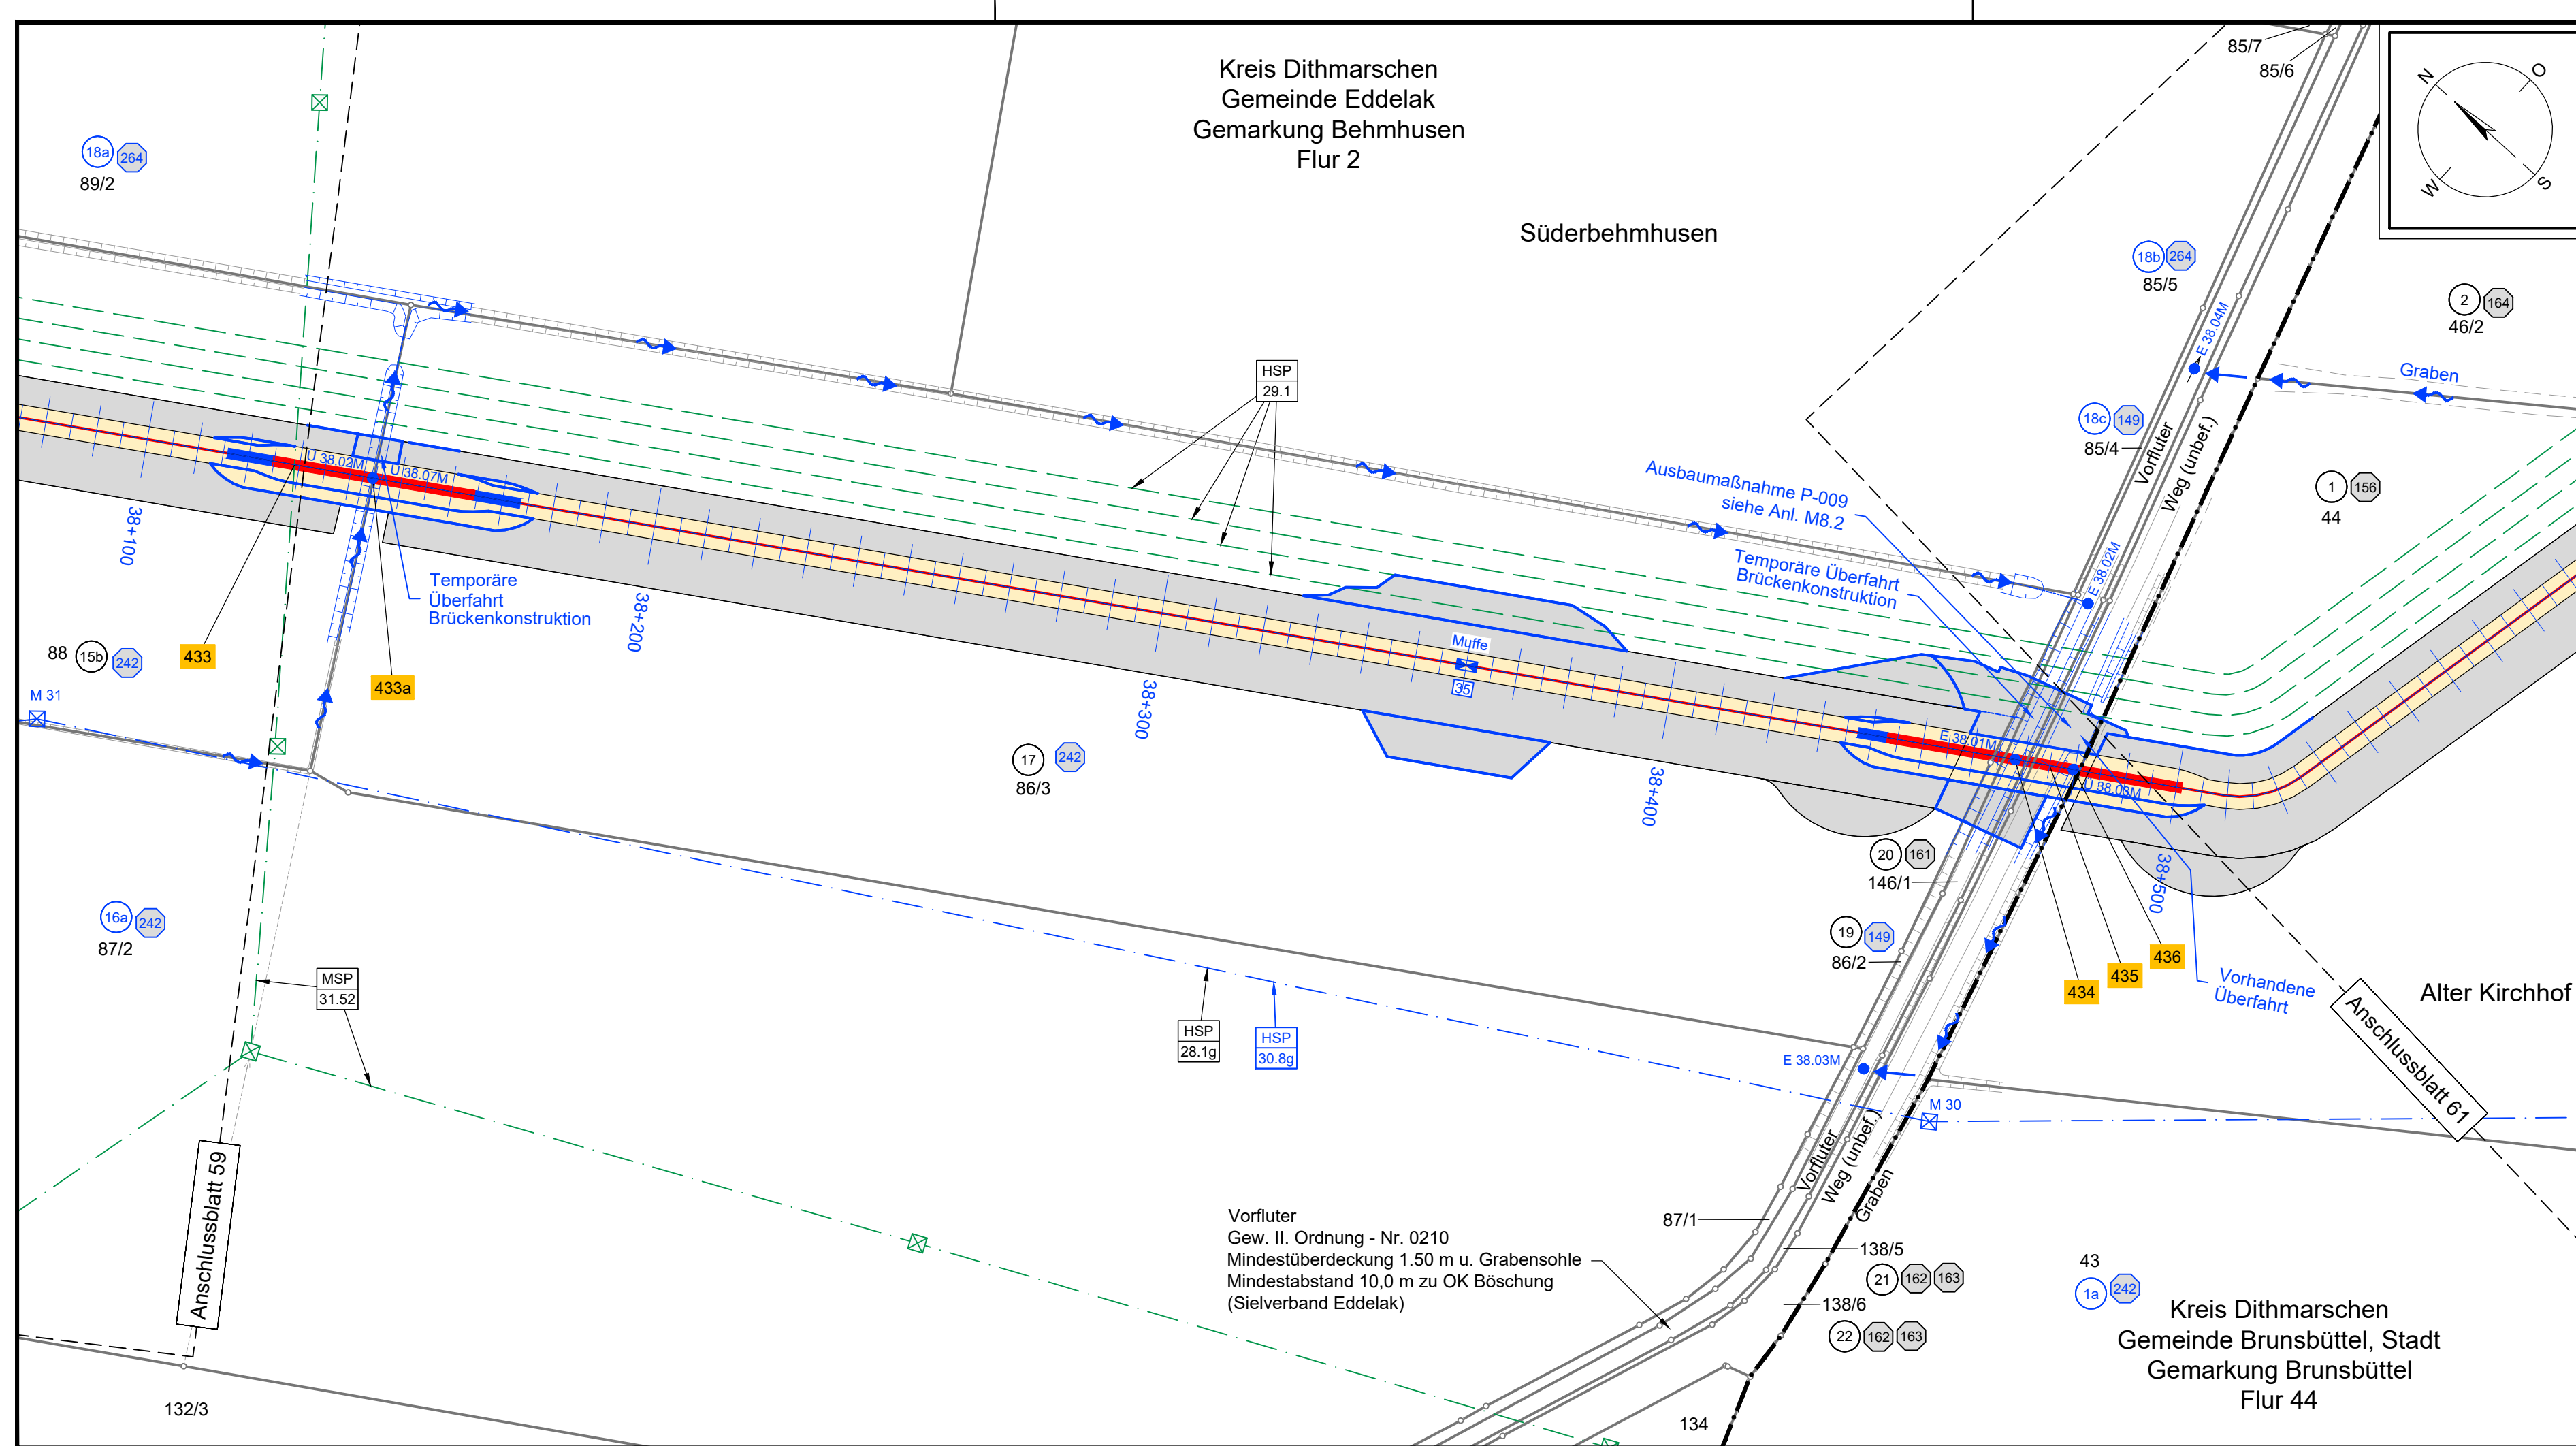 Kreis Dithmarschen
Gemeinde Eddelak
Gemarkung Behmhusen
Flur 2
Süderbehmhusen
85/7
85/6
N
O
W
S
18a 264
89/2
18b 264
85/5
2 164
46/2
E 38.04M
Graben
HSP
29.1
18c 149
85/4
Vorfluter
Weg (unbef.)
1 156
44
U 38.02M
U 38.07M
Ausbaumaßnahme P-009
siehe Anl. M8.2
Temporäre Überfahrt
Brückenkonstruktion
E 38.02M
38+100
38+200
38+300
38+400
38+500
Temporäre
Überfahrt
Brückenkonstruktion
433
433a
88 15b 242
M 31
Muffe
35
17 242
86/3
E 38.01M
U 38.03M
20 161
146/1
19 149
86/2
434
435
436
Vorhandene
Überfahrt
Alter Kirchhof
Anschlussblatt 61
16a 242
87/2
MSP
31.52
HSP
28.1g
HSP
30.8g
E 38.03M
M 30
Anschlussblatt 59
Vorfluter
Weg (unbef.)
Graben
Vorfluter
Gew. II. Ordnung - Nr. 0210
Mindestüberdeckung 1.50 m u. Grabensohle
Mindestabstand 10,0 m zu OK Böschung
(Sielverband Eddelak)
87/1
138/5
21 162 163
138/6
22 162 163
43
1a 242
Kreis Dithmarschen
Gemeinde Brunsbüttel, Stadt
Gemarkung Brunsbüttel
Flur 44
132/3
134